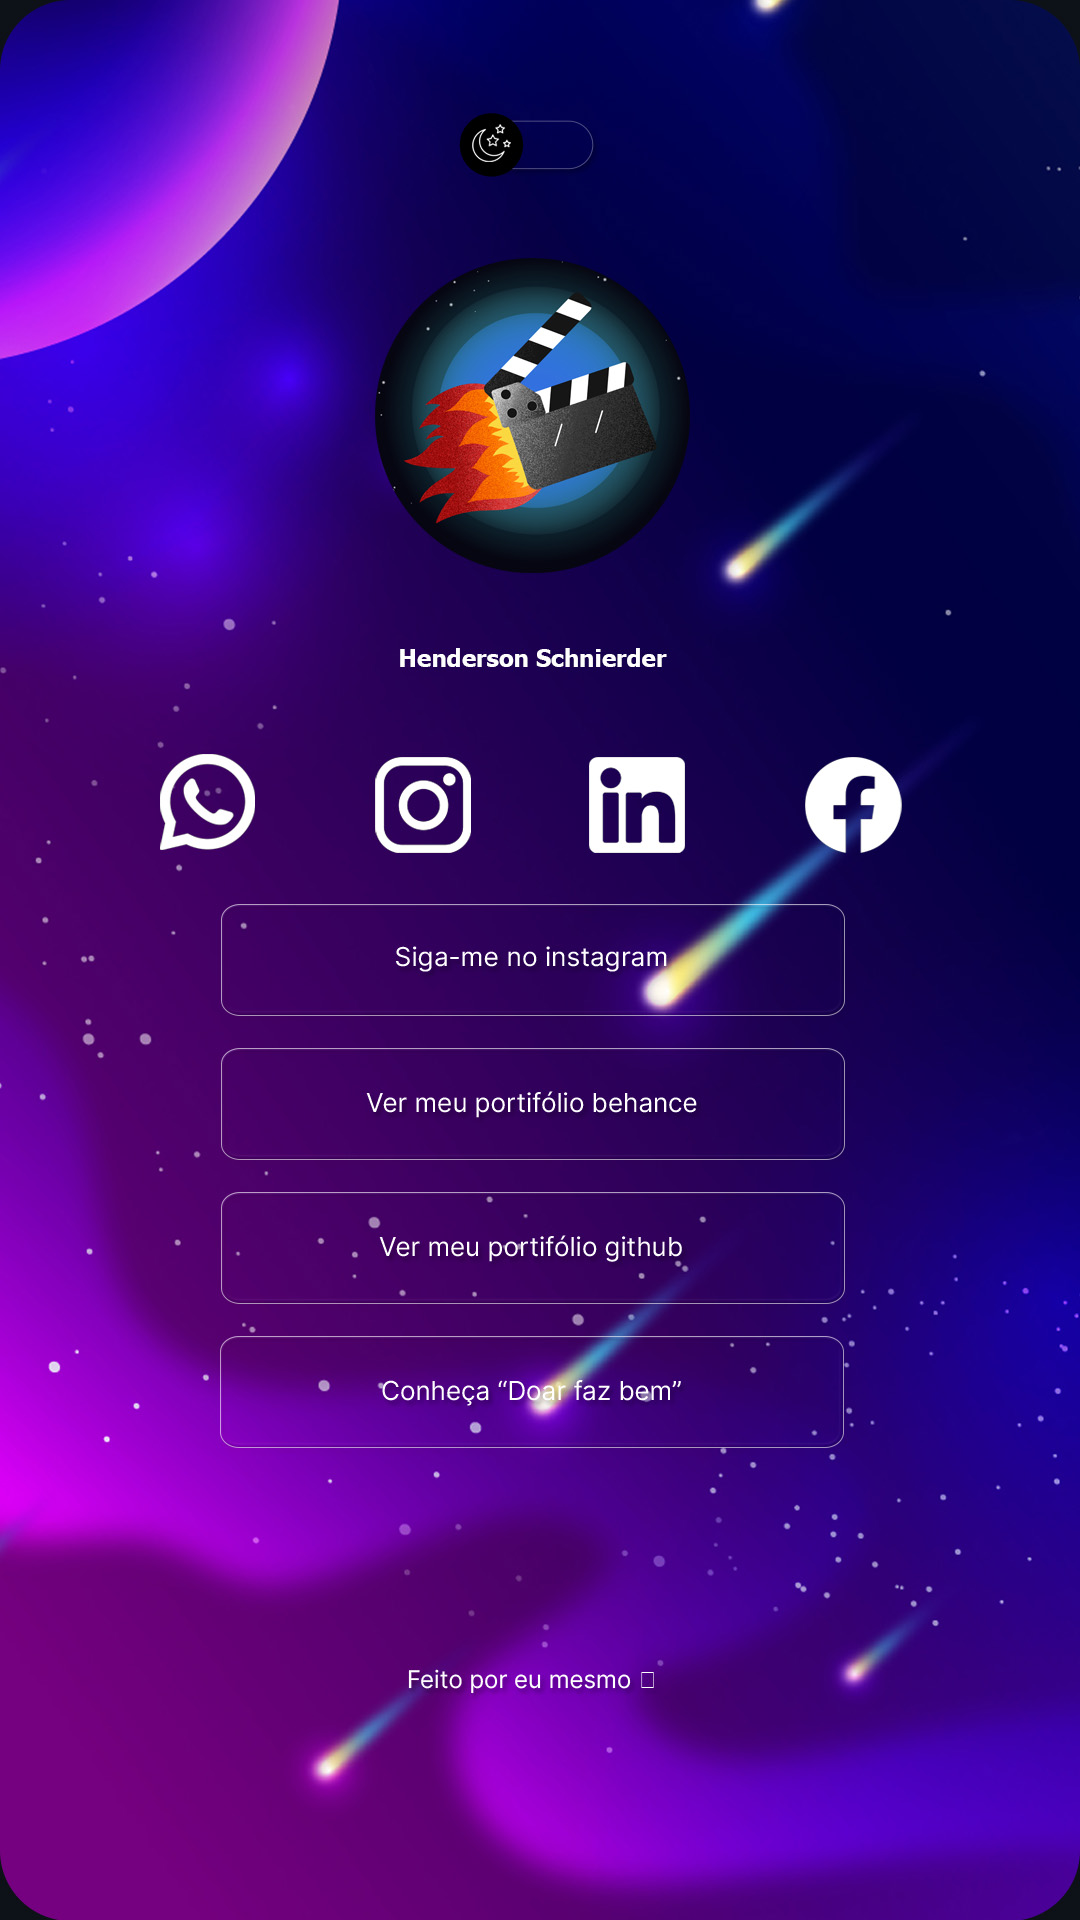 Henderson Schnierder
Siga-me no instagram
Ver meu portifólio behance
Ver meu portifólio github
Conheça “Doar faz bem”
Feito por eu mesmo